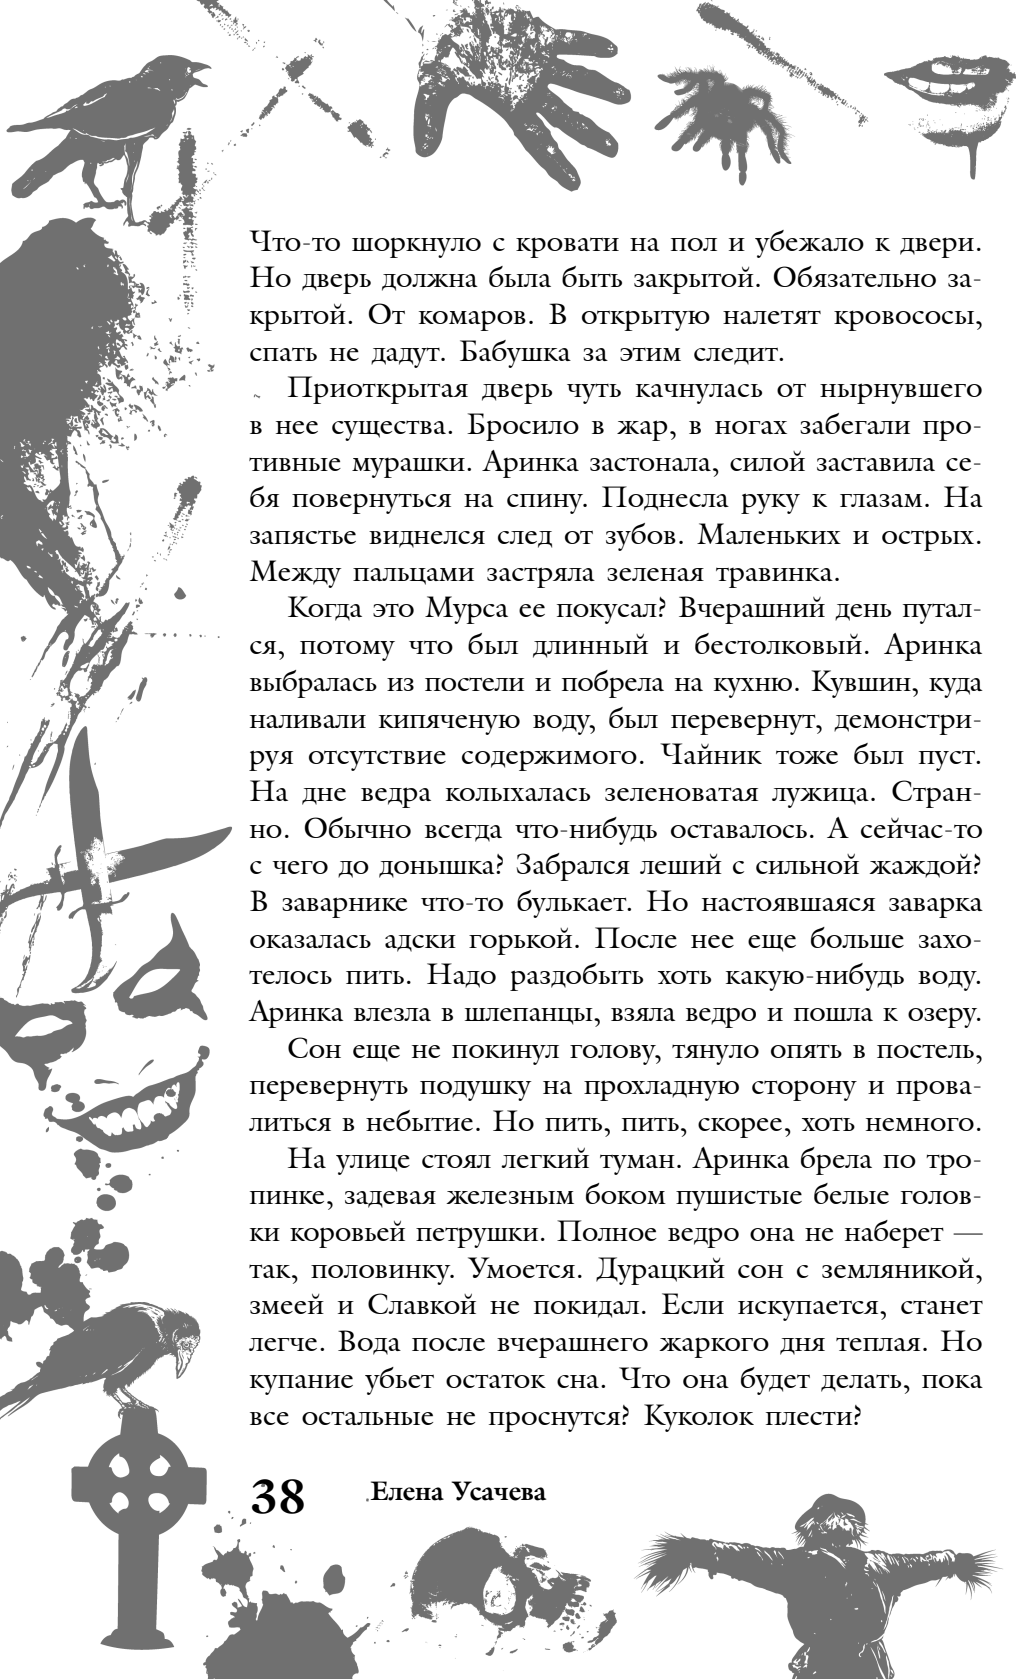 Что-то шоркнуло с кровати на пол и убежало к двери.
Но дверь должна была быть закрытой. Обязательно за-
крытой. От комаров. В открытую налетят кровососы,
спать не дадут. Бабушка за этим следит.
Приоткрытая дверь чуть качнулась от нырнувшего
в нее существа. Бросило в жар, в ногах забегали про-
тивные мурашки. Аринка застонала, силой заставила се-
бя повернуться на спину. Поднесла руку к глазам. На
запястье виднелся след от зубов. Маленьких и острых.
Между пальцами застряла зеленая травинка.
Когда это Мурса ее покусал? Вчерашний день путал-
ся, потому что был длинный и бестолковый. Аринка
выбралась из постели и побрела на кухню. Кувшин, куда
наливали кипяченую воду, был перевернут, демонстри-
руя отсутствие содержимого. Чайник тоже был пуст.
На дне ведра колыхалась зеленоватая лужица. Стран-
но. Обычно всегда что-нибудь оставалось. А сейчас-то
с чего до донышка? Забрался леший с сильной жаждой?
В заварнике что-то булькает. Но настоявшаяся заварка
оказалась адски горькой. После нее еще больше захо-
телось пить. Надо раздобыть хоть какую-нибудь воду.
Аринка влезла в шлепанцы, взяла ведро и пошла к озеру.
Сон еще не покинул голову, тянуло опять в постель,
перевернуть подушку на прохладную сторону и прова-
литься в небытие. Но пить, пить, скорее, хоть немного.
На улице стоял легкий туман. Аринка брела по тро-
пинке, задевая железным боком пушистые белые голов-
ки коровьей петрушки. Полное ведро она не наберет —
так, половинку. Умоется. Дурацкий сон с земляникой,
змеей и Славкой не покидал. Если искупается, станет
легче. Вода после вчерашнего жаркого дня теплая. Но
купание убьет остаток сна. Что она будет делать, пока
все остальные не проснутся? Куколок плести?
38 Елена Усачева